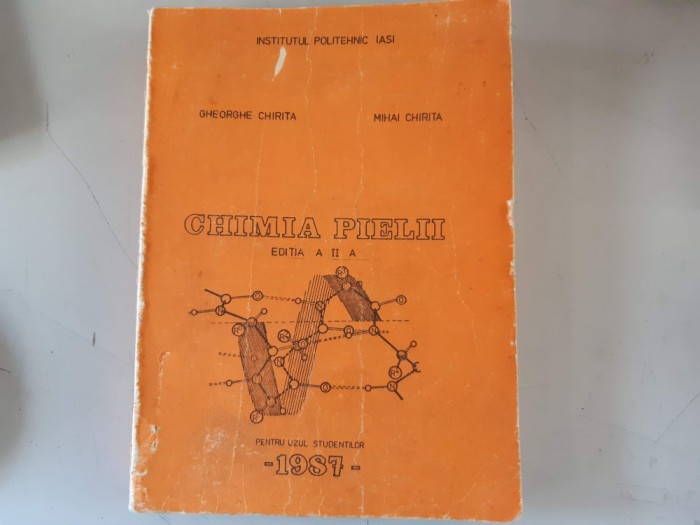 INSTITUTUL POLITEHNIC IASI
GHEORGHE CHIRITA MIHAI CHIRITA
CHIMIA PIELII
EDITIA A II A
PENTRU UZUL STUDENTILOR
-1987-